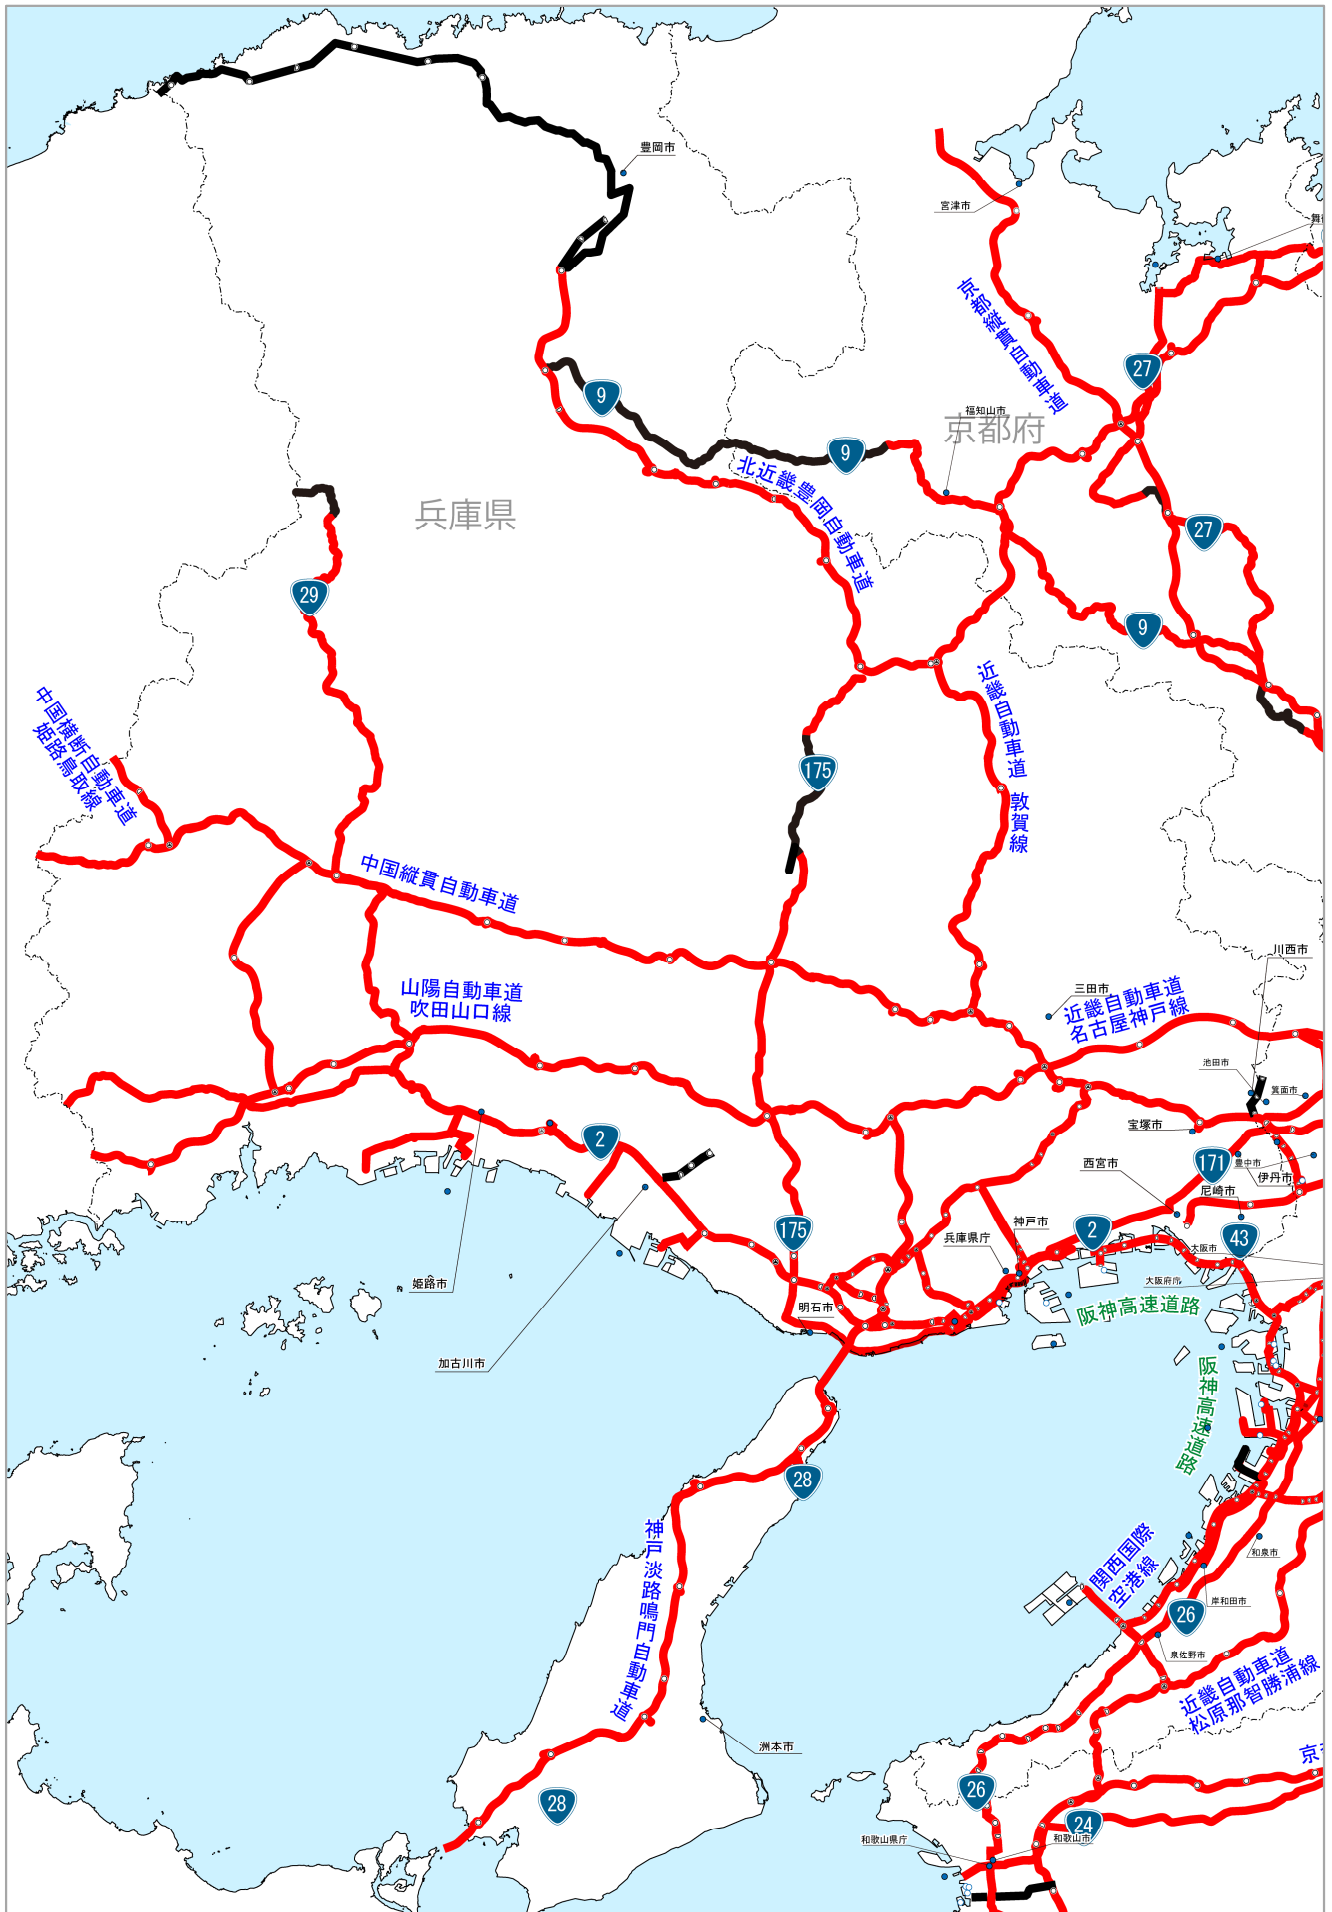 豊岡市
宮津市
京都縦貫自動車道
27
9
福知山市
京都府
9
北近畿豊岡自動車道
兵庫県
27
29
9
近畿自動車道 敦賀線
中国横断自動車道
姫路鳥取線
175
中国縦貫自動車道
川西市
山陽自動車道
吹田山口線
三田市
近畿自動車道
名古屋神戸線
池田市
箕面市
宝塚市
2
西宮市
171
豊中市
伊丹市
尼崎市
175
兵庫県庁
神戸市
2
43
大阪市
姫路市
大阪府庁
明石市
阪神高速道路
加古川市
阪神高速道路
28
神戸淡路鳴門自動車道
関西国際
空港線
和泉市
岸和田市
26
泉佐野市
近畿自動車道
松原那智勝浦線
洲本市
京
28
26
24
和歌山県庁
和歌山市